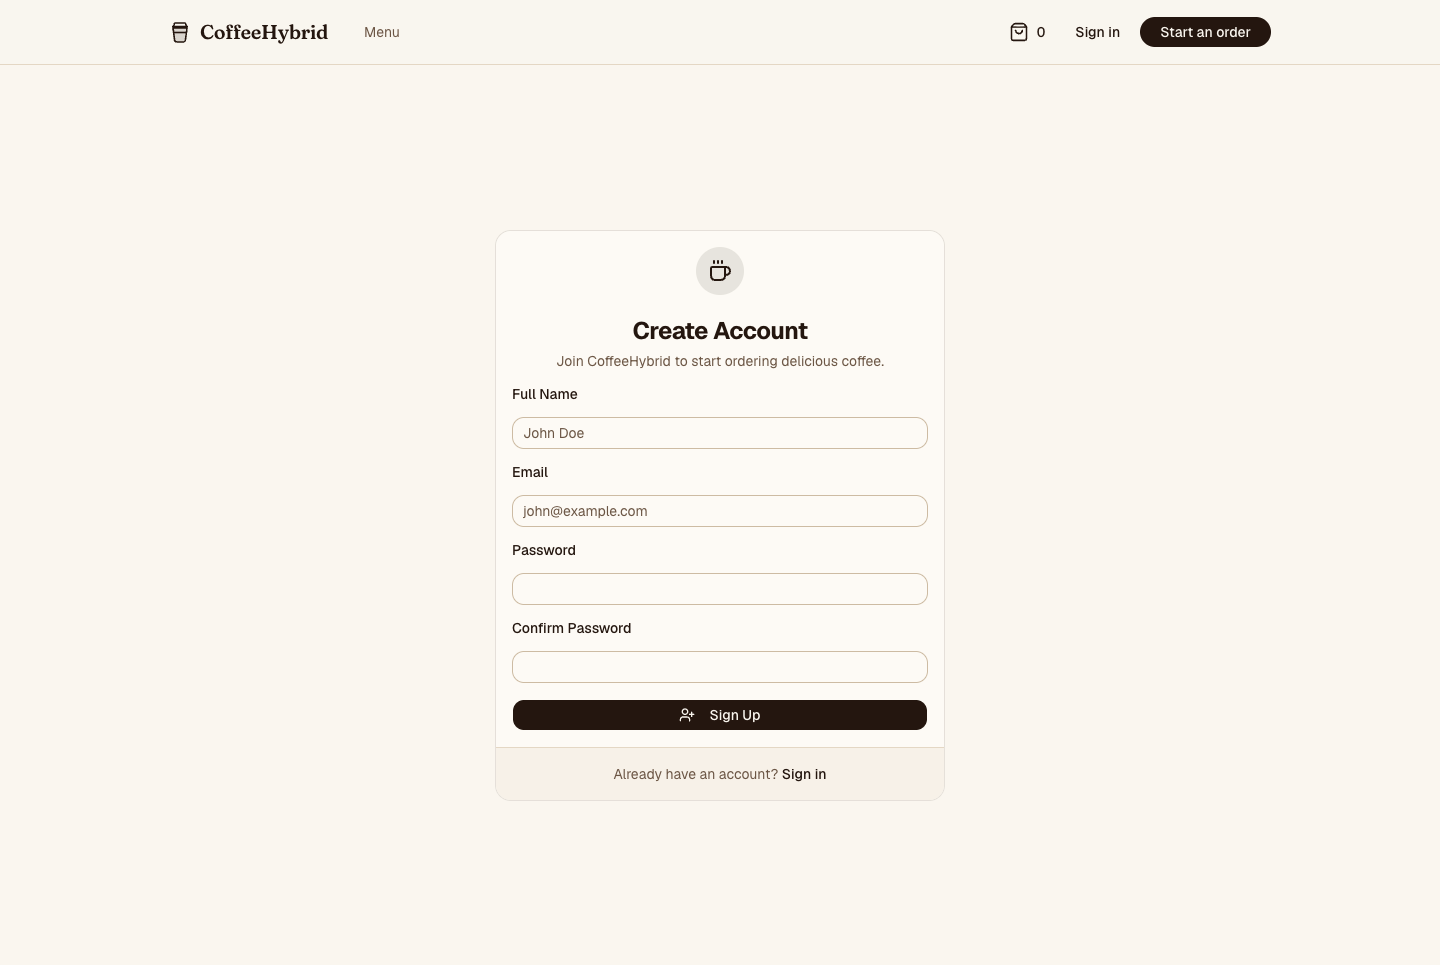 CoffeeHybrid
Menu
0
Sign in
Start an order
Create Account
Join CoffeeHybrid to start ordering delicious coffee.
Full Name
John Doe
Email
john@example.com
Password
Confirm Password
Sign Up
Already have an account? Sign in